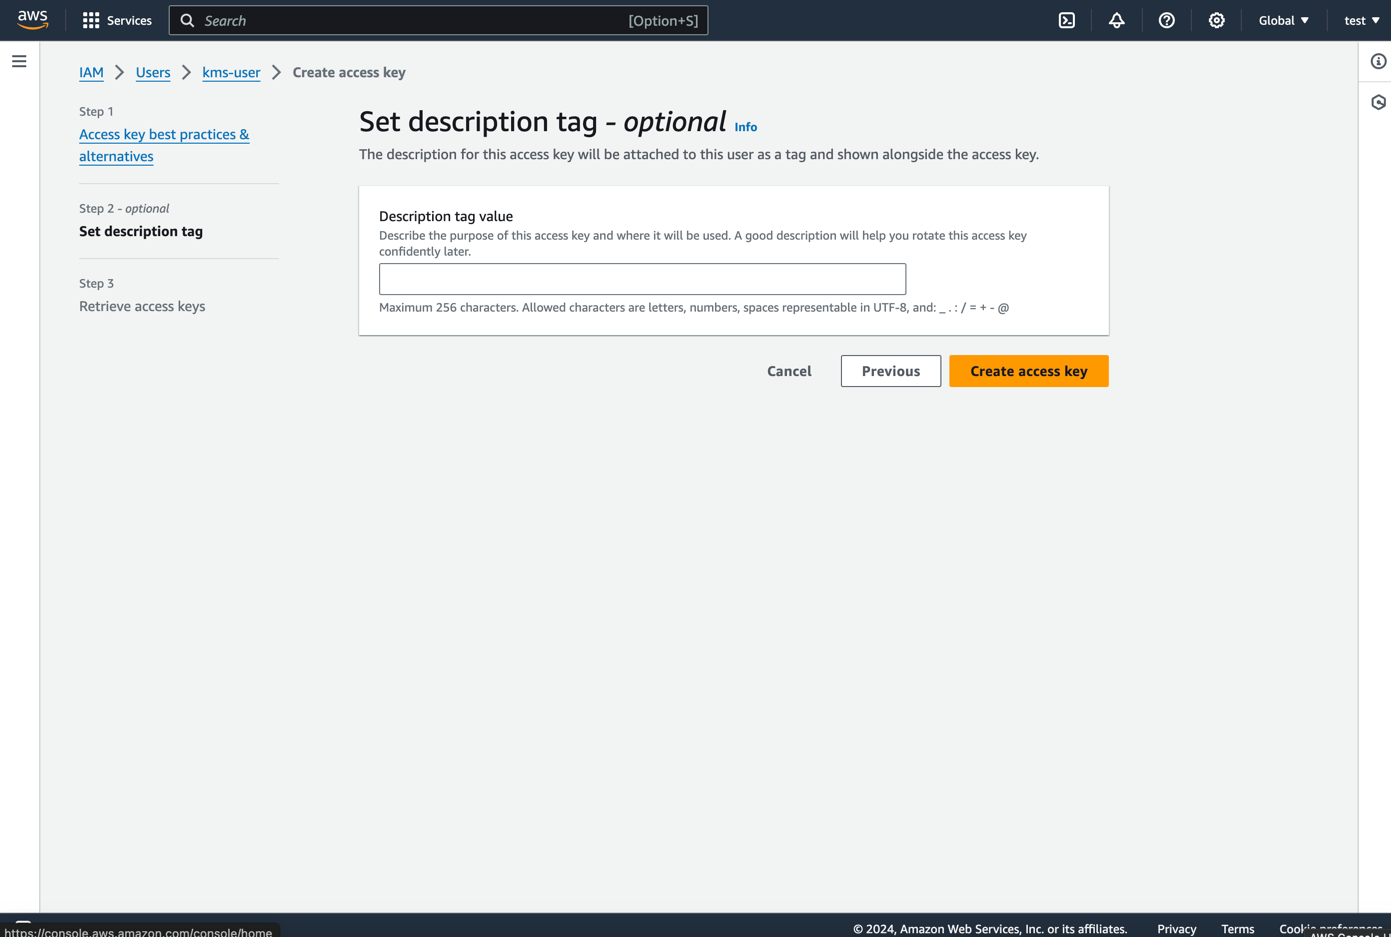 aws
Services
Search
[Option+S]
Global
test
IAM
Users
kms-user
Create access key
Step 1
Access key best practices &
alternatives
Step 2 - optional
Set description tag
Step 3
Retrieve access keys
Set description tag - optional Info
The description for this access key will be attached to this user as a tag and shown alongside the access key.
Description tag value
Describe the purpose of this access key and where it will be used. A good description will help you rotate this access key
confidently later.
Maximum 256 characters. Allowed characters are letters, numbers, spaces representable in UTF-8, and: _ . : / = + - @
Cancel
Previous
Create access key
https://console.aws.amazon.com/console/home
© 2024, Amazon Web Services, Inc. or its affiliates.
Privacy
Terms
Cookie preferences
AWS Console